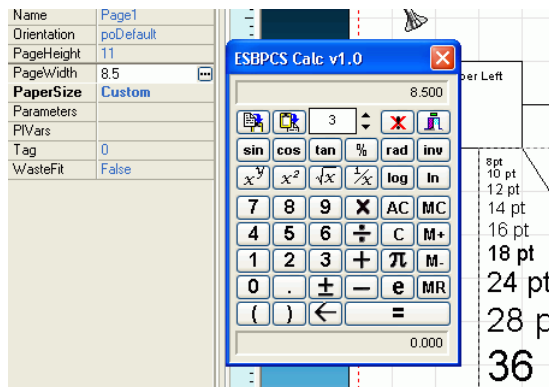 Name Page1
Orientation poDefault
PageHeight 11
PageWidth 8.5
PaperSize Custom
Parameters
PIVars
Tag 0
WasteFit False
ESBPCS Calc v1.0
8.500
3
sin cos tan % rad inv
x^y x² √x 1/x log ln
7 8 9 X AC MC
4 5 6 ÷ C M+
1 2 3 + π M-
0 . ± − e MR
( ) ← =
0.000
per Left
8pt
10 pt
12 pt
14 pt
16 pt
18 pt
24 pt
28 p
36